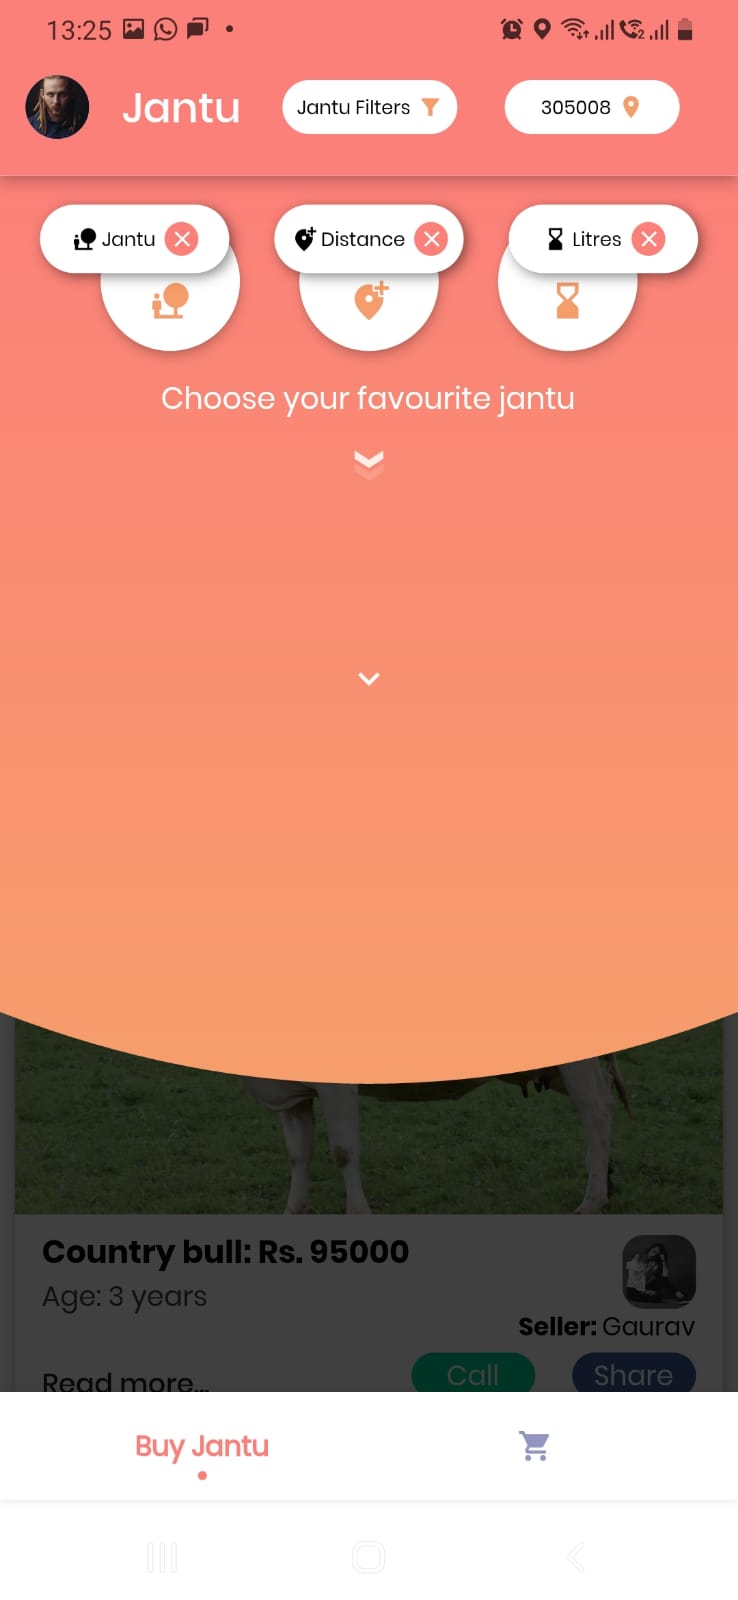 13:25
Jantu
Jantu Filters
305008
Jantu
Distance
Litres
Choose your favourite jantu
Country bull: Rs. 95000
Age: 3 years
Seller: Gaurav
Read more...
Call
Share
Buy Jantu